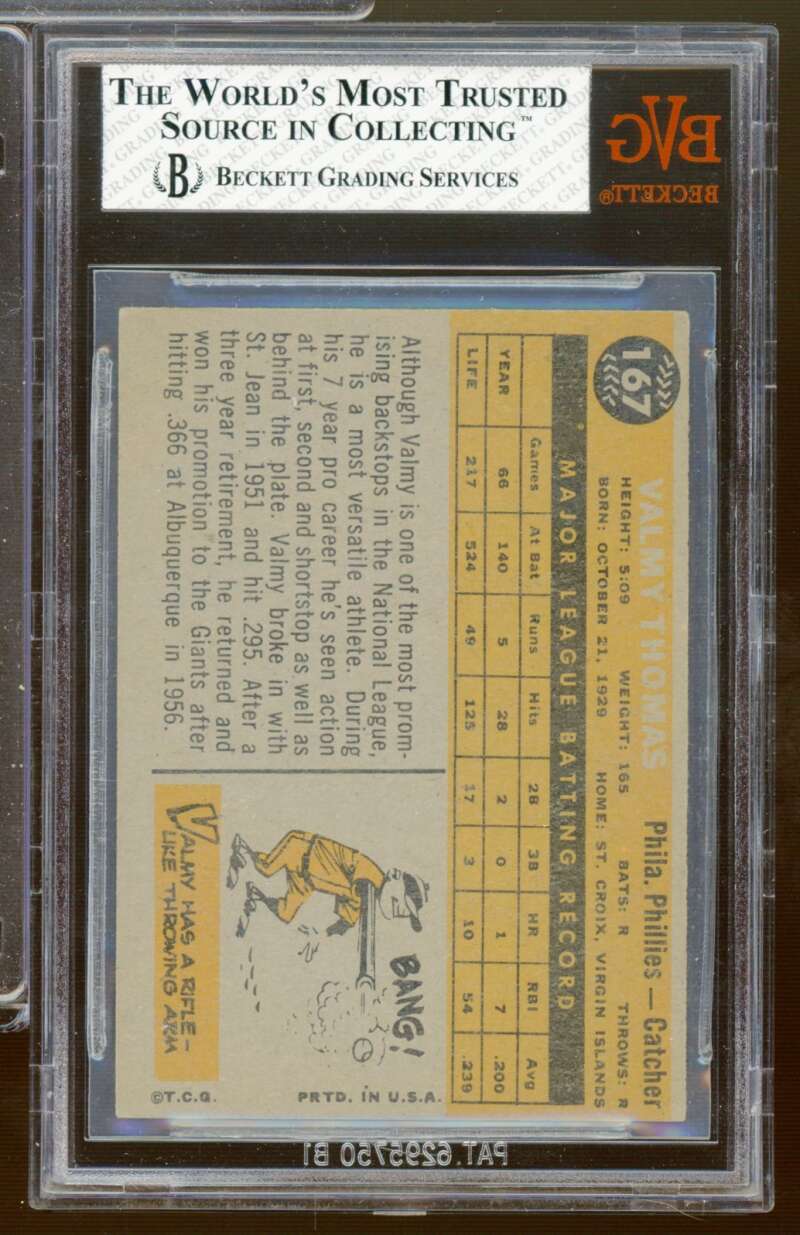 THE WORLD'S MOST TRUSTED
SOURCE IN COLLECTING™
B BECKETT GRADING SERVICES
BVG
BECKETT®
167
VALMY THOMAS Phila. Phillies — Catcher
HEIGHT: 5:09 WEIGHT: 165 BATS: R THROWS: R
BORN: OCTOBER 21, 1929 HOME: ST. CROIX, VIRGIN ISLANDS
MAJOR LEAGUE BATTING RECORD
Games At Bat Runs Hits 2B 3B HR RBI Avg
YEAR 66 140 5 28 2 0 1 7 .200
LIFE 217 524 49 125 17 3 10 54 .239
Although Valmy is one of the most prom-
ising backstops in the National League,
he is a most versatile athlete. During
his 7 year pro career he's seen action
at first, second and shortstop as well as
behind the plate. Valmy broke in with
St. Jean in 1951 and hit .295. After a
three year retirement, he returned and
won his promotion to the Giants after
hitting .366 at Albuquerque in 1956.
BANG!
VALMY HAS A RIFLE-
LIKE THROWING ARM
©T.C.G. PRTD. IN U.S.A.
PAT.6295750 B1